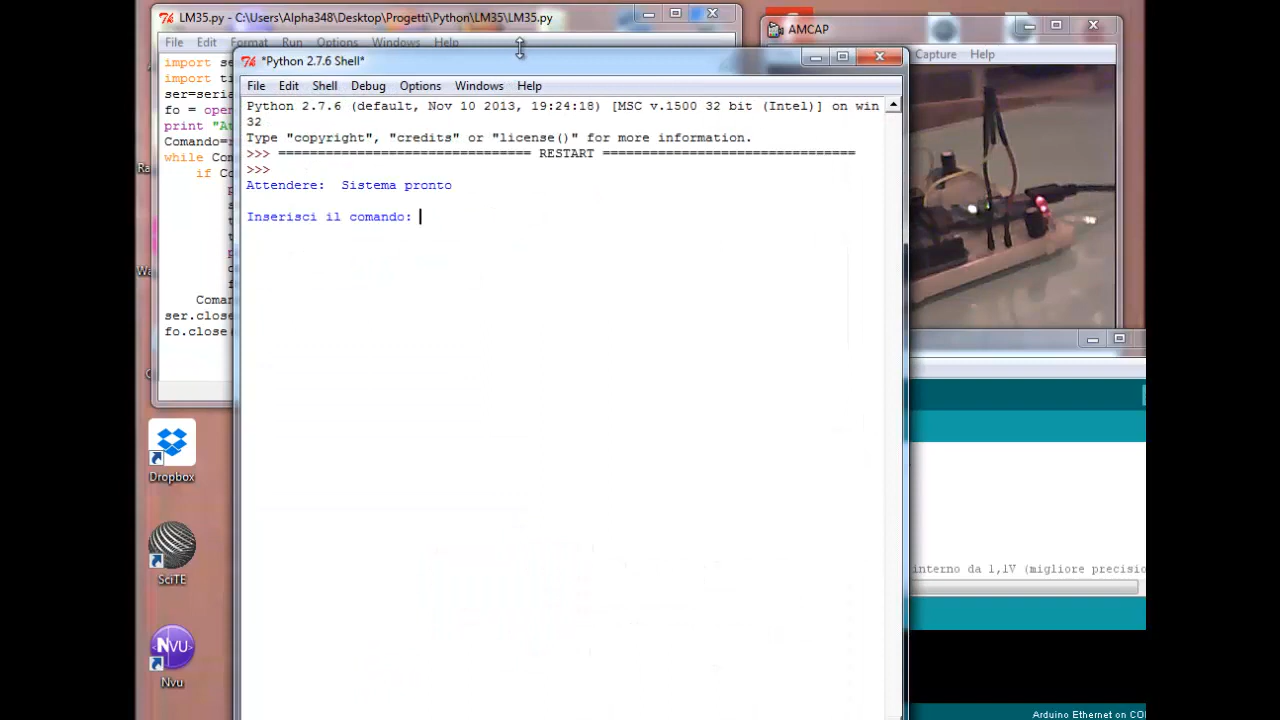 LM35.py - C:\Users\Alpha348\Desktop\Progetti\Python\LM35\LM35.py
File Edit Format Run Options Windows Help
import se
import ti
ser=seria
fo = open
print "At
Comando=
while Com
if Co
Coman
ser.close
fo.close
*Python 2.7.6 Shell*
File Edit Shell Debug Options Windows Help
Python 2.7.6 (default, Nov 10 2013, 19:24:18) [MSC v.1500 32 bit (Intel)] on win
32
Type "copyright", "credits" or "license()" for more information.
>>> ================================ RESTART ================================
>>>
Attendere:  Sistema pronto
Inserisci il comando:
AMCAP
Capture Help
interno da 1,1V (migliore precisio
Arduino Ethernet on CO
Dropbox
SciTE
Nvu